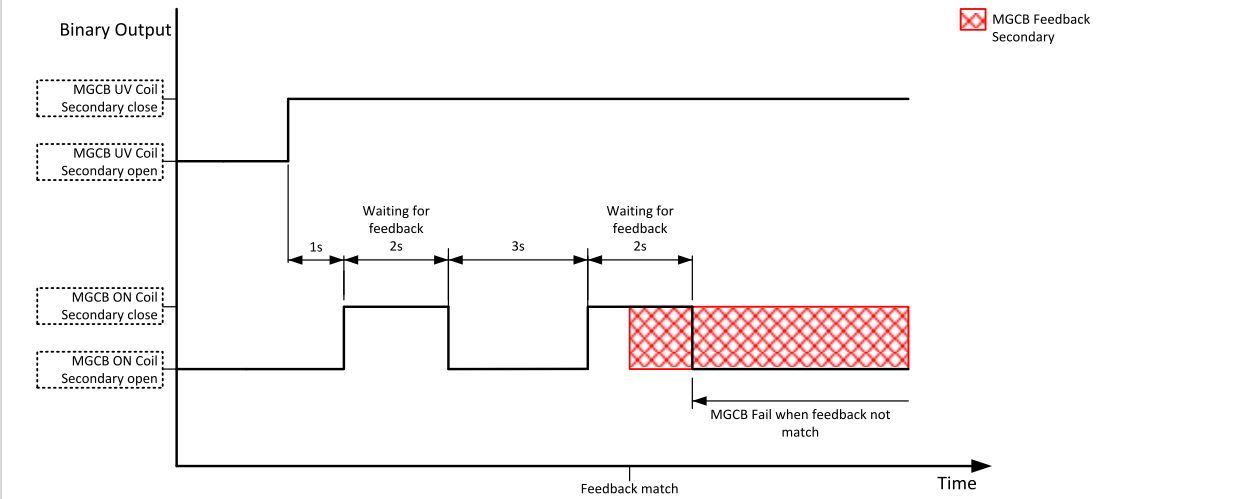 Binary Output
MGCB Feedback
Secondary
MGCB UV Coil
Secondary close
MGCB UV Coil
Secondary open
Waiting for
feedback
2s
Waiting for
feedback
2s
1s
3s
MGCB ON Coil
Secondary close
MGCB ON Coil
Secondary open
MGCB Fail when feedback not
match
Time
Feedback match